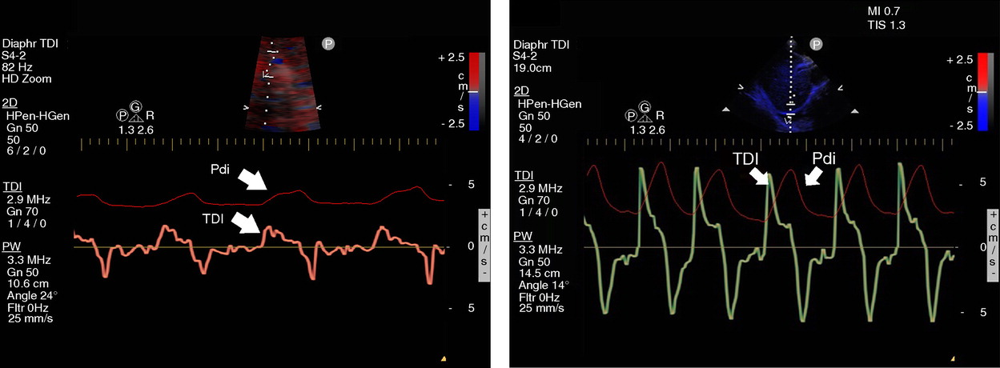 Diaphr TDI
S4-2
82 Hz
HD Zoom
2D
HPen-HGen
Gn 50
50
6 / 2 / 0
TDI
2.9 MHz
Gn 70
1 / 4 / 0
PW
3.3 MHz
Gn 50
10.6 cm
Angle 24°
Fltr 0Hz
25 mm/s
P
G
P R
1.3 2.6
+ 2.5
cm/s
- 2.5
Pdi
TDI
- 5
0
- 5
+ cm/s -
MI 0.7
TIS 1.3
Diaphr TDI
S4-2
19.0cm
2D
HPen-HGen
Gn 50
50
4 / 2 / 0
TDI
2.9 MHz
Gn 70
1 / 4 / 0
PW
3.3 MHz
Gn 50
14.5 cm
Angle 14°
Fltr 0Hz
25 mm/s
P
G
P R
1.3 2.6
+ 2.5
cm/s
- 2.5
TDI Pdi
- 5
0
- 5
+ cm/s -